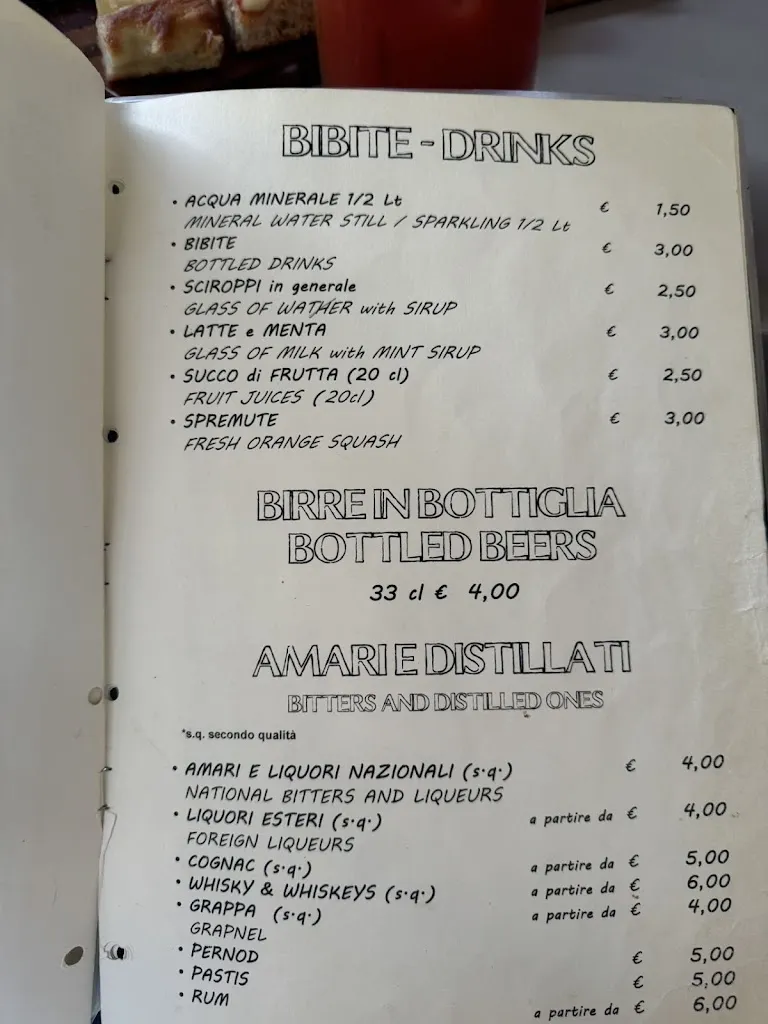 BIBITE - DRINKS
• ACQUA MINERALE 1/2 Lt € 1,50
MINERAL WATER STILL / SPARKLING 1/2 Lt
• BIBITE € 3,00
BOTTLED DRINKS
• SCIROPPI in generale € 2,50
GLASS OF WATHER with SIRUP
• LATTE e MENTA € 3,00
GLASS OF MILK with MINT SIRUP
• SUCCO di FRUTTA (20 cl) € 2,50
FRUIT JUICES (20cl)
• SPREMUTE € 3,00
FRESH ORANGE SQUASH
BIRRE IN BOTTIGLIA
BOTTLED BEERS
33 cl € 4,00
AMARI E DISTILLATI
BITTERS AND DISTILLED ONES
*s.q. secondo qualità
• AMARI E LIQUORI NAZIONALI (s.q.) € 4,00
NATIONAL BITTERS AND LIQUEURS
• LIQUORI ESTERI (s.q.) a partire da € 4,00
FOREIGN LIQUEURS
• COGNAC (s.q.) a partire da € 5,00
• WHISKY & WHISKEYS (s.q.) a partire da € 6,00
• GRAPPA (s.q.) a partire da € 4,00
GRAPNEL
• PERNOD € 5,00
• PASTIS € 5,00
• RUM a partire da € 6,00